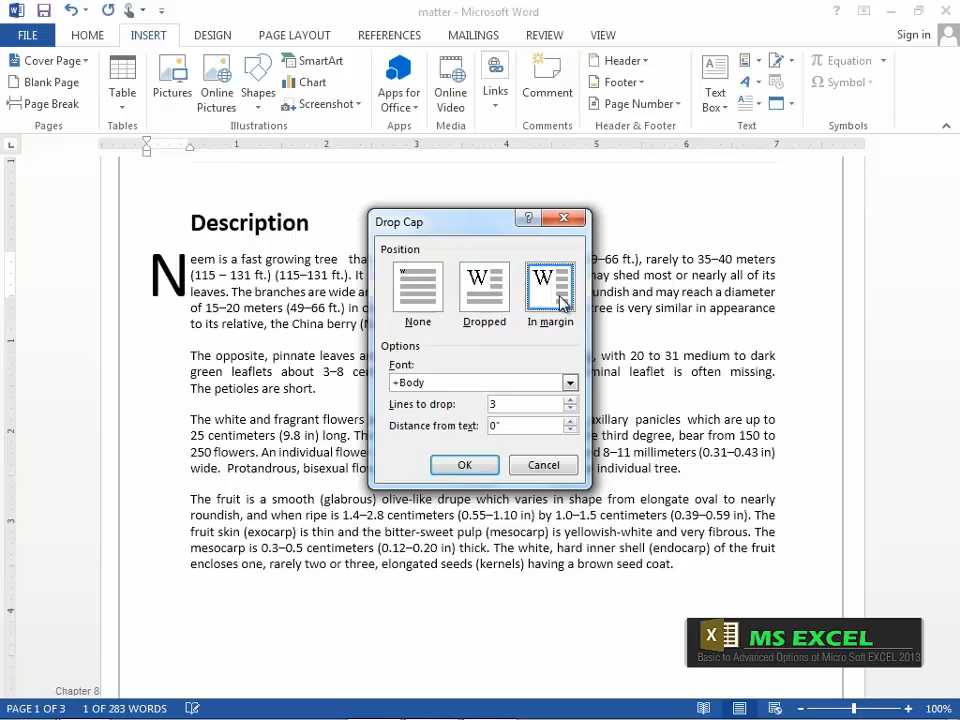 matter - Microsoft Word
FILE HOME INSERT DESIGN PAGE LAYOUT REFERENCES MAILINGS REVIEW VIEW Sign in
Cover Page
Blank Page
Page Break
Pages
Table
Tables
Pictures
Online Pictures
Shapes
SmartArt
Chart
Screenshot
Illustrations
Apps for Office
Apps
Online Video
Media
Links
Comment
Comments
Header
Footer
Page Number
Header & Footer
Text Box
Text
Equation
Symbol
Symbols
1 2 3 4 5 6 7
Description
Neem is a fast growing tree tha
9–66 ft.), rarely to 35–40 meters
(115 – 131 ft.) (115–131 ft.). It
may shed most or nearly all of its
leaves. The branches are wide an
undish and may reach a diameter
of 15–20 meters (49–66 ft.) in o
tree is very similar in appearance
to its relative, the China berry (
The opposite, pinnate leaves a
, with 20 to 31 medium to dark
green leaflets about 3–8 ce
minal leaflet is often missing.
The petioles are short.
The white and fragrant flowers
axillary panicles which are up to
25 centimeters (9.8 in) long. Th
e third degree, bear from 150 to
250 flowers. An individual flowe
d 8–11 millimeters (0.31–0.43 in)
wide. Protandrous, bisexual flo
individual tree.
The fruit is a smooth (glabrous) olive-like drupe which varies in shape from elongate oval to nearly
roundish, and when ripe is 1.4–2.8 centimeters (0.55–1.10 in) by 1.0–1.5 centimeters (0.39–0.59 in). The
fruit skin (exocarp) is thin and the bitter-sweet pulp (mesocarp) is yellowish-white and very fibrous. The
mesocarp is 0.3–0.5 centimeters (0.12–0.20 in) thick. The white, hard inner shell (endocarp) of the fruit
encloses one, rarely two or three, elongated seeds (kernels) having a brown seed coat.
Drop Cap
Position
W W W
None Dropped In margin
Options
Font:
+Body
Lines to drop: 3
Distance from text: 0"
OK Cancel
MS EXCEL
Basic to Advanced Options of Micro Soft EXCEL 2013
Chapter 8
PAGE 1 OF 3 1 OF 283 WORDS 100%